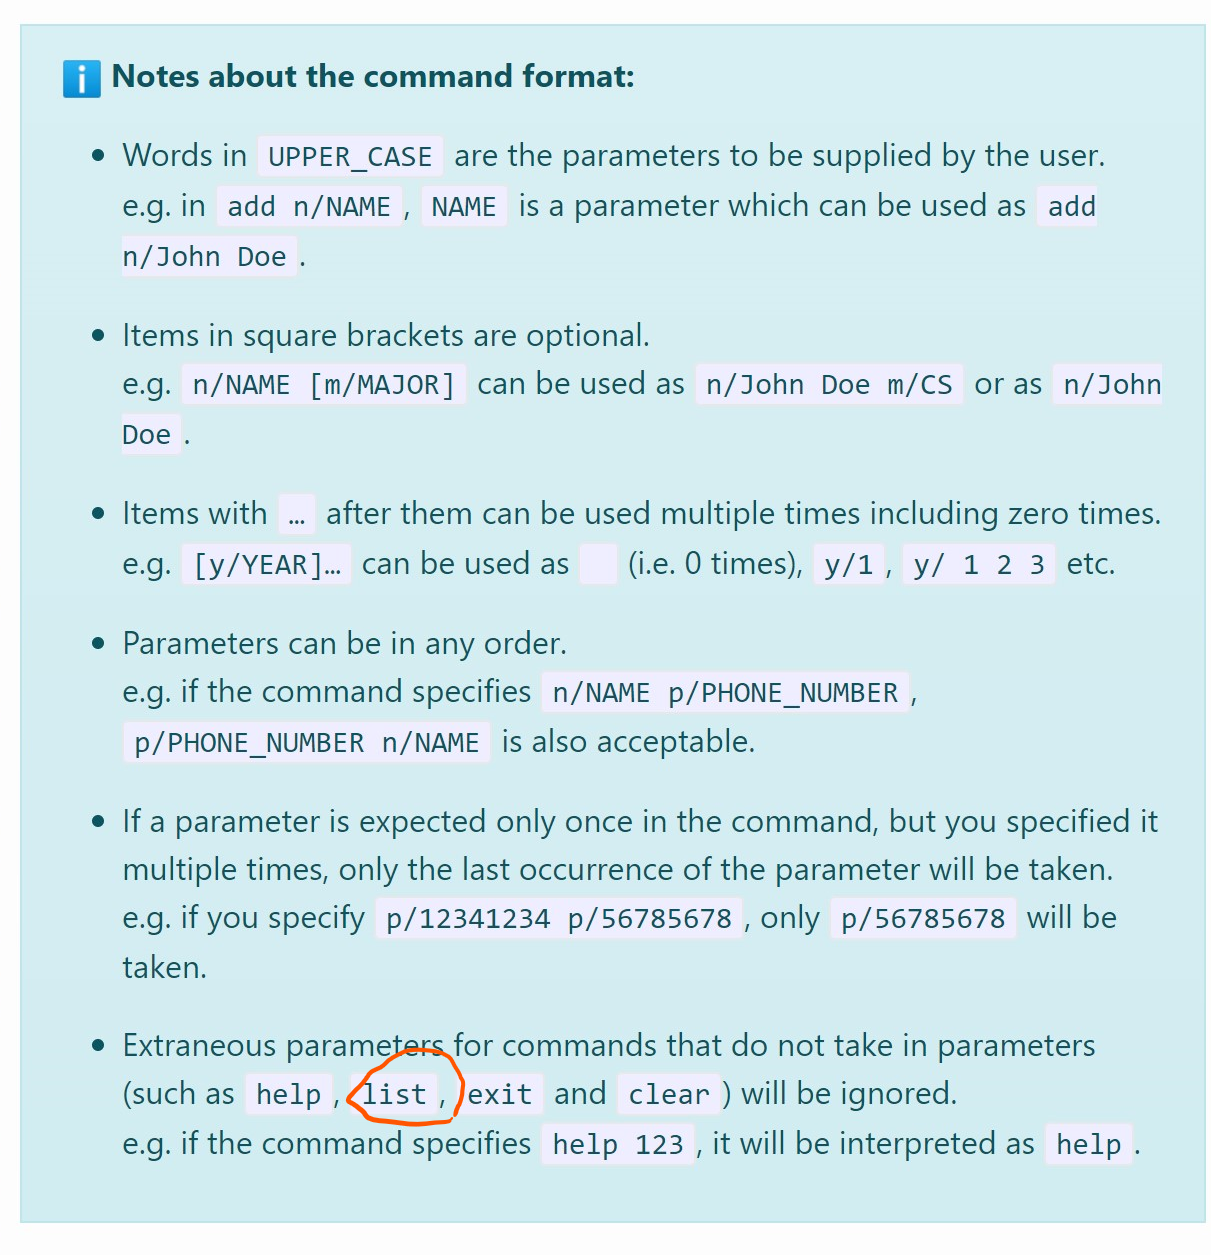 ℹ️ Notes about the command format:
Words in UPPER_CASE are the parameters to be supplied by the user.
e.g. in add n/NAME, NAME is a parameter which can be used as add
n/John Doe.
Items in square brackets are optional.
e.g. n/NAME [m/MAJOR] can be used as n/John Doe m/CS or as n/John
Doe.
Items with … after them can be used multiple times including zero times.
e.g. [y/YEAR]… can be used as   (i.e. 0 times), y/1, y/ 1 2 3 etc.
Parameters can be in any order.
e.g. if the command specifies n/NAME p/PHONE_NUMBER,
p/PHONE_NUMBER n/NAME is also acceptable.
If a parameter is expected only once in the command, but you specified it
multiple times, only the last occurrence of the parameter will be taken.
e.g. if you specify p/12341234 p/56785678, only p/56785678 will be
taken.
Extraneous parameters for commands that do not take in parameters
(such as help, list, exit and clear) will be ignored.
e.g. if the command specifies help 123, it will be interpreted as help.